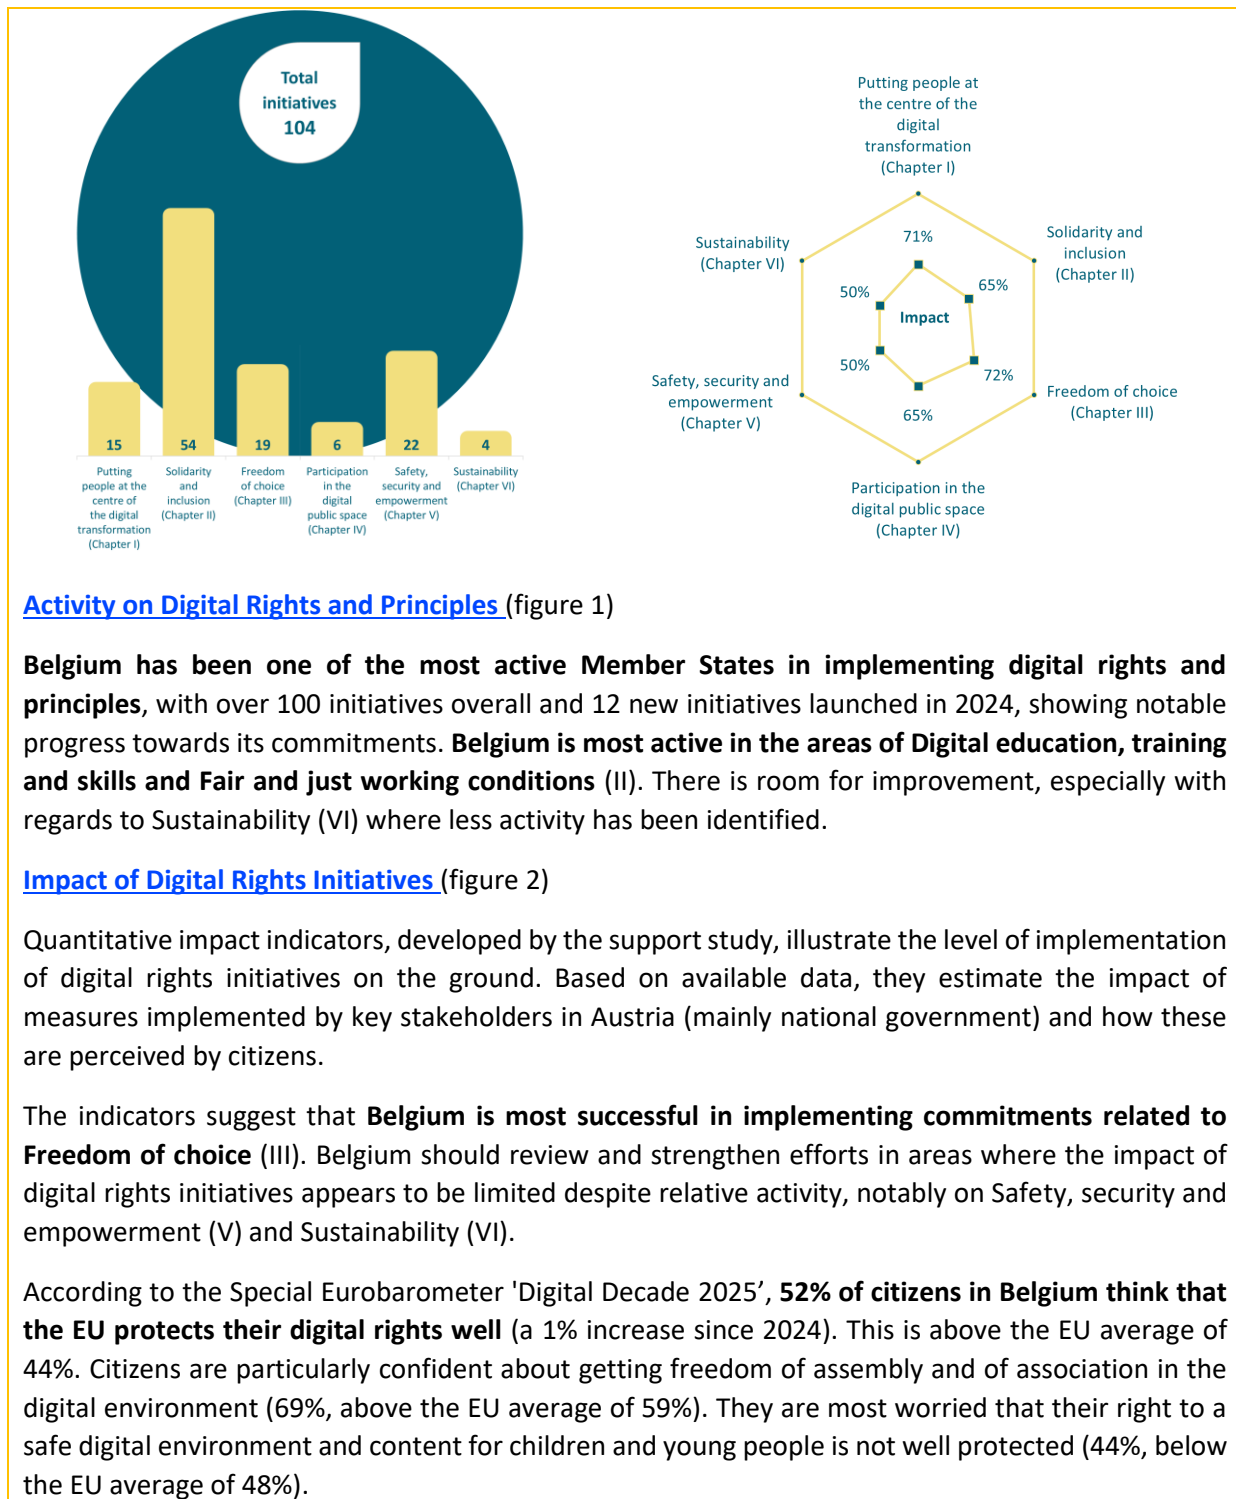 Total
initiatives
104
15
54
19
6
22
4
Putting
people at the
centre of
the digital
transformation
(Chapter I)
Solidarity
and
inclusion
(Chapter II)
Freedom
of choice
(Chapter III)
Participation
in the
digital
public space
(Chapter IV)
Safety,
security and
empowerment
(Chapter V)
Sustainability
(Chapter VI)
Putting people at
the centre of the
digital
transformation
(Chapter I)
Sustainability
(Chapter VI)
Solidarity and
inclusion
(Chapter II)
71%
65%
50%
Impact
50%
72%
65%
Safety, security and
empowerment
(Chapter V)
Freedom of choice
(Chapter III)
Participation in the
digital public space
(Chapter IV)
Activity on Digital Rights and Principles (figure 1)
Belgium has been one of the most active Member States in implementing digital rights and
principles, with over 100 initiatives overall and 12 new initiatives launched in 2024, showing notable
progress towards its commitments. Belgium is most active in the areas of Digital education, training
and skills and Fair and just working conditions (II). There is room for improvement, especially with
regards to Sustainability (VI) where less activity has been identified.
Impact of Digital Rights Initiatives (figure 2)
Quantitative impact indicators, developed by the support study, illustrate the level of implementation
of digital rights initiatives on the ground. Based on available data, they estimate the impact of
measures implemented by key stakeholders in Austria (mainly national government) and how these
are perceived by citizens.
The indicators suggest that Belgium is most successful in implementing commitments related to
Freedom of choice (III). Belgium should review and strengthen efforts in areas where the impact of
digital rights initiatives appears to be limited despite relative activity, notably on Safety, security and
empowerment (V) and Sustainability (VI).
According to the Special Eurobarometer 'Digital Decade 2025’, 52% of citizens in Belgium think that
the EU protects their digital rights well (a 1% increase since 2024). This is above the EU average of
44%. Citizens are particularly confident about getting freedom of assembly and of association in the
digital environment (69%, above the EU average of 59%). They are most worried that their right to a
safe digital environment and content for children and young people is not well protected (44%, below
the EU average of 48%).